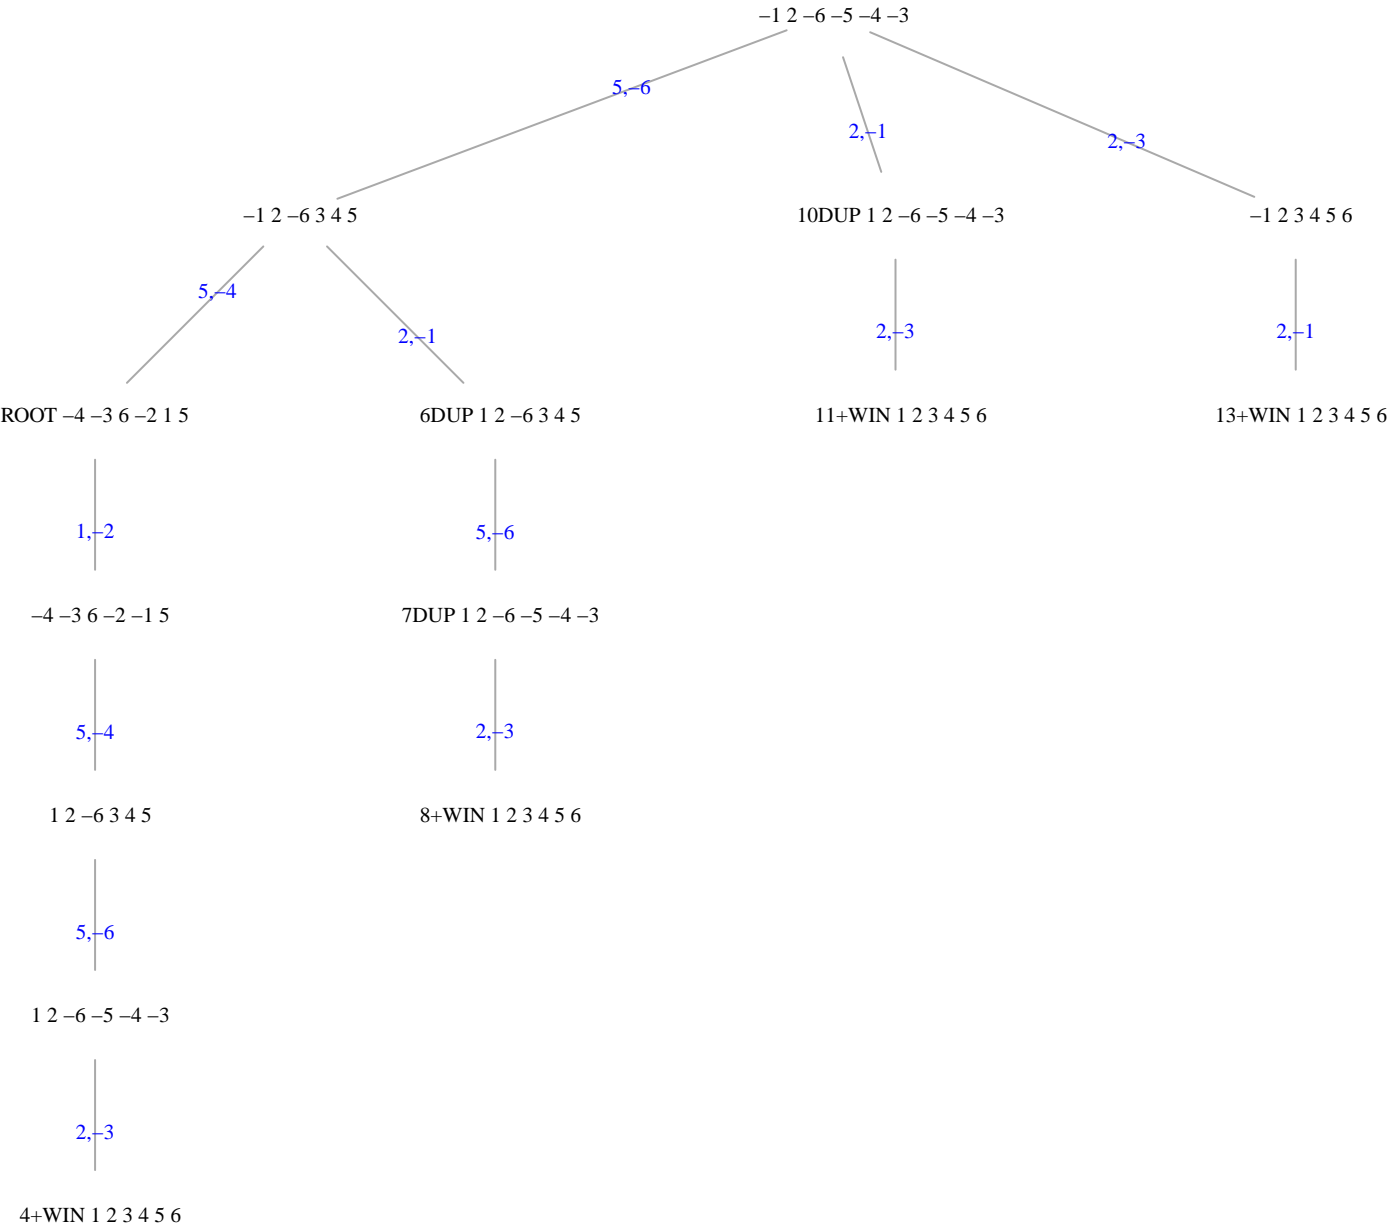 –1 2 –6 –5 –4 –3
5,–6
2,–1
2,–3
–1 2 –6 3 4 5
10DUP 1 2 –6 –5 –4 –3
–1 2 3 4 5 6
5,–4
2,–1
2,–3
2,–1
ROOT –4 –3 6 –2 1 5
6DUP 1 2 –6 3 4 5
11+WIN 1 2 3 4 5 6
13+WIN 1 2 3 4 5 6
1,–2
5,–6
–4 –3 6 –2 –1 5
7DUP 1 2 –6 –5 –4 –3
5,–4
2,–3
1 2 –6 3 4 5
8+WIN 1 2 3 4 5 6
5,–6
1 2 –6 –5 –4 –3
2,–3
4+WIN 1 2 3 4 5 6